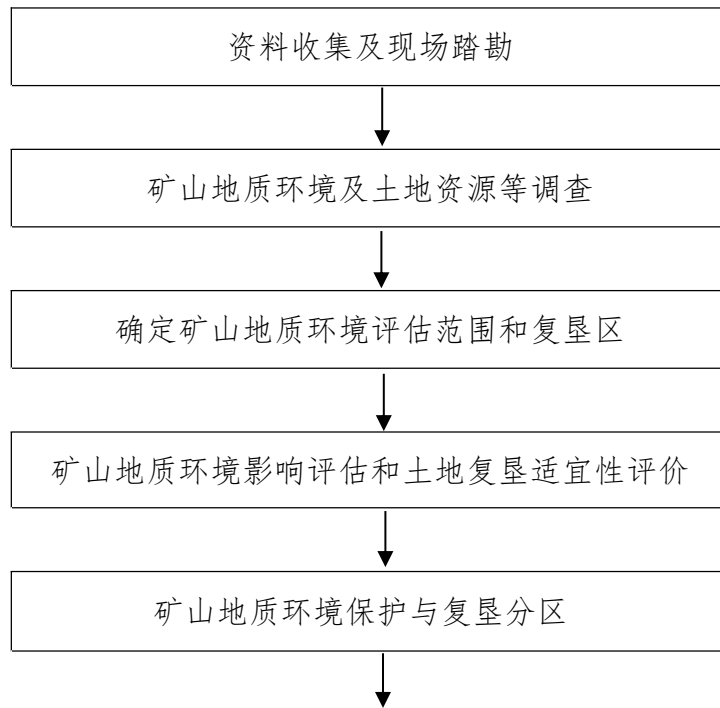 资料收集及现场踏勘
矿山地质环境及土地资源等调查
确定矿山地质环境评估范围和复垦区
矿山地质环境影响评估和土地复垦适宜性评价
矿山地质环境保护与复垦分区